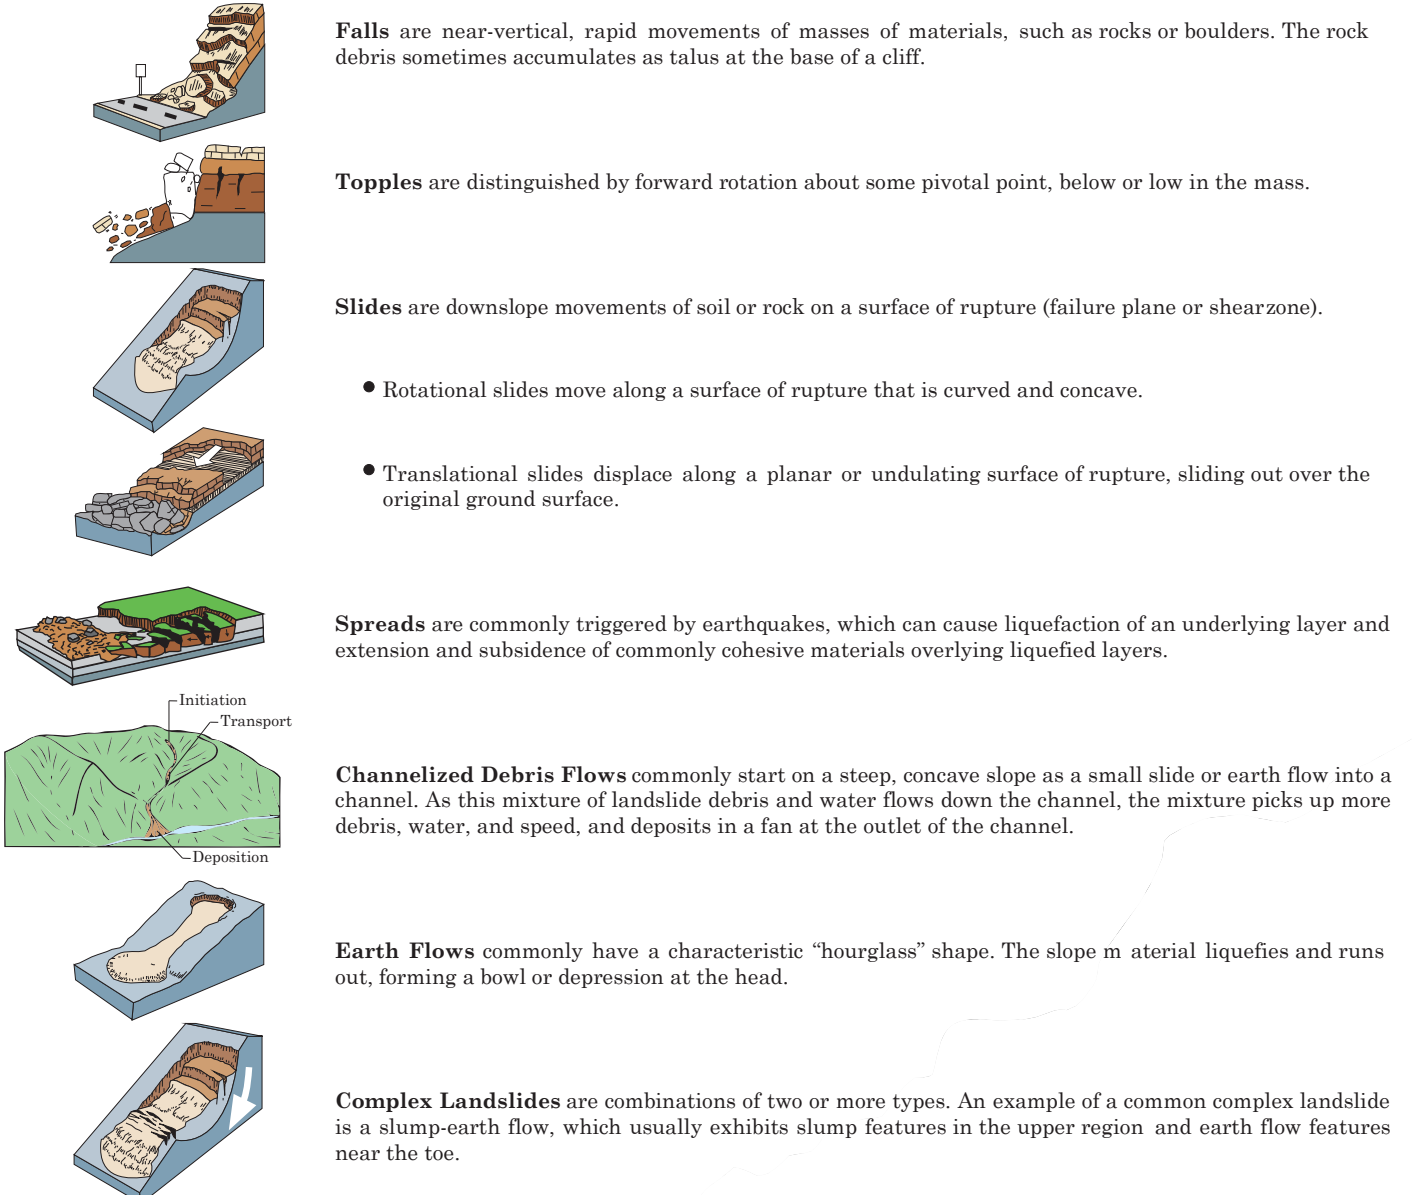 Falls are near-vertical, rapid movements of masses of materials, such as rocks or boulders. The rock
debris sometimes accumulates as talus at the base of a cliff.
Topples are distinguished by forward rotation about some pivotal point, below or low in the mass.
Slides are downslope movements of soil or rock on a surface of rupture (failure plane or shearzone).
● Rotational slides move along a surface of rupture that is curved and concave.
● Translational slides displace along a planar or undulating surface of rupture, sliding out over the
original ground surface.
Spreads are commonly triggered by earthquakes, which can cause liquefaction of an underlying layer and
extension and subsidence of commonly cohesive materials overlying liquefied layers.
Initiation
Transport
Channelized Debris Flows commonly start on a steep, concave slope as a small slide or earth flow into a
channel. As this mixture of landslide debris and water flows down the channel, the mixture picks up more
debris, water, and speed, and deposits in a fan at the outlet of the channel.
Deposition
Earth Flows commonly have a characteristic “hourglass” shape. The slope m aterial liquefies and runs
out, forming a bowl or depression at the head.
Complex Landslides are combinations of two or more types. An example of a common complex landslide
is a slump-earth flow, which usually exhibits slump features in the upper region and earth flow features
near the toe.